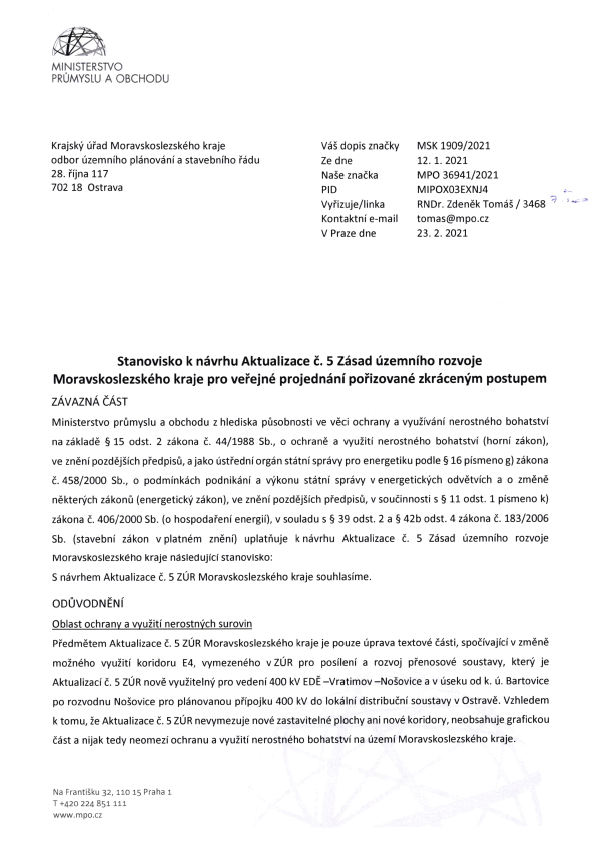 MINISTERSTVO
PRŮMYSLU A OBCHODU
Krajský úřad Moravskoslezského kraje
odbor územního plánování a stavebního řádu
28. října 117
702 18 Ostrava
Váš dopis značky MSK 1909/2021
Ze dne 12. 1. 2021
Naše značka MPO 36941/2021
PID MIPOX03EXNJ4
Vyřizuje/linka RNDr. Zdeněk Tomáš / 3468
Kontaktní e-mail tomas@mpo.cz
V Praze dne 23. 2. 2021
Stanovisko k návrhu Aktualizace č. 5 Zásad územního rozvoje
Moravskoslezského kraje pro veřejné projednání pořizované zkráceným postupem
ZÁVAZNÁ ČÁST
Ministerstvo průmyslu a obchodu z hlediska působnosti ve věci ochrany a využívání nerostného bohatství
na základě § 15 odst. 2 zákona č. 44/1988 Sb., o ochraně a využití nerostného bohatství (horní zákon),
ve znění pozdějších předpisů, a jako ústřední orgán státní správy pro energetiku podle § 16 písmeno g) zákona
č. 458/2000 Sb., o podmínkách podnikání a výkonu státní správy v energetických odvětvích a o změně
některých zákonů (energetický zákon), ve znění pozdějších předpisů, v součinnosti s § 11 odst. 1 písmeno k)
zákona č. 406/2000 Sb. (o hospodaření energií), v souladu s § 39 odst. 2 a § 42b odst. 4 zákona č. 183/2006
Sb. (stavební zákon v platném znění) uplatňuje k návrhu Aktualizace č. 5 Zásad územního rozvoje
Moravskoslezského kraje následující stanovisko:
S návrhem Aktualizace č. 5 ZÚR Moravskoslezského kraje souhlasíme.
ODŮVODNĚNÍ
Oblast ochrany a využití nerostných surovin
Předmětem Aktualizace č. 5 ZÚR Moravskoslezského kraje je pouze úprava textové části, spočívající v změně
možného využití koridoru E4, vymezeného v ZÚR pro posílení a rozvoj přenosové soustavy, který je
Aktualizací č. 5 ZÚR nově využitelný pro vedení 400 kV EDĚ –Vratimov –Nošovice a v úseku od k. ú. Bartovice
po rozvodnu Nošovice pro plánovanou přípojku 400 kV do lokální distribuční soustavy v Ostravě. Vzhledem
k tomu, že Aktualizace č. 5 ZÚR nevymezuje nové zastavitelné plochy ani nové koridory, neobsahuje grafickou
část a nijak tedy neomezí ochranu a využití nerostného bohatství na území Moravskoslezského kraje.
Na Františku 32, 110 15 Praha 1
T +420 224 851 111
www.mpo.cz